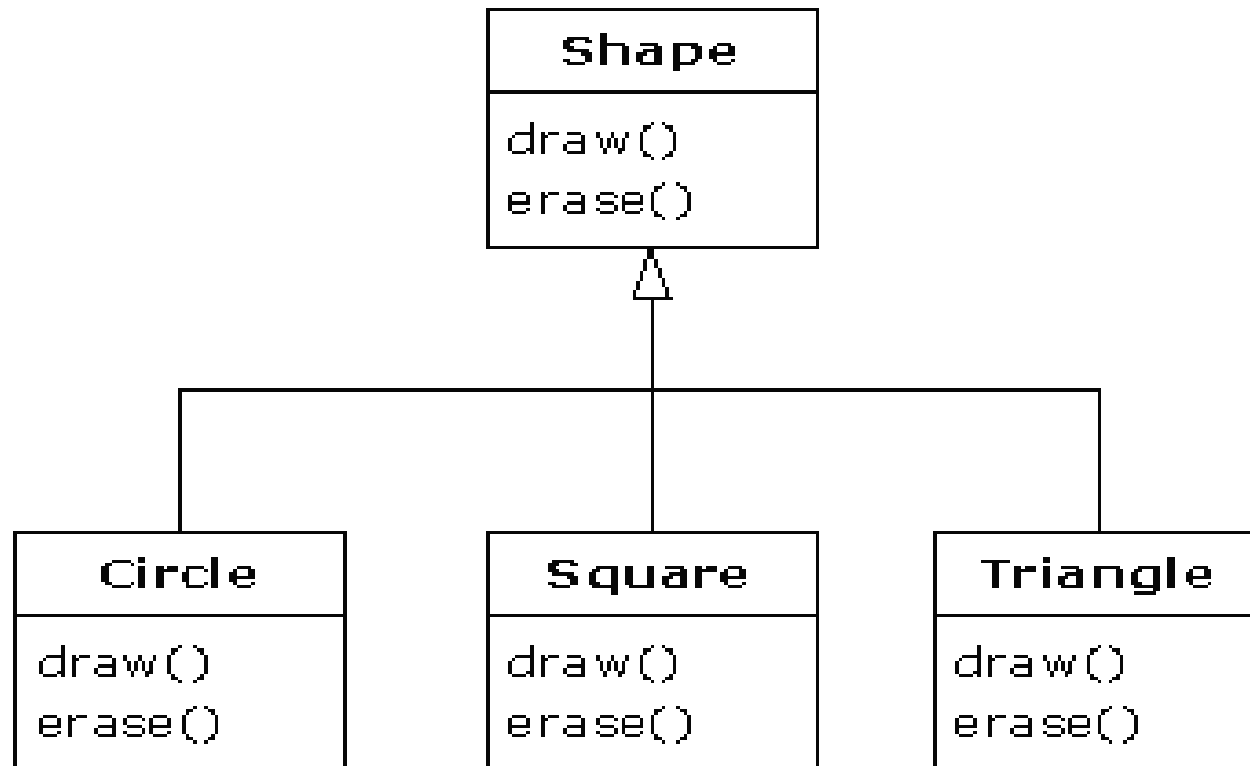 Shape
draw()
erase()
Circle
draw()
erase()
Square
draw()
erase()
Triangle
draw()
erase()